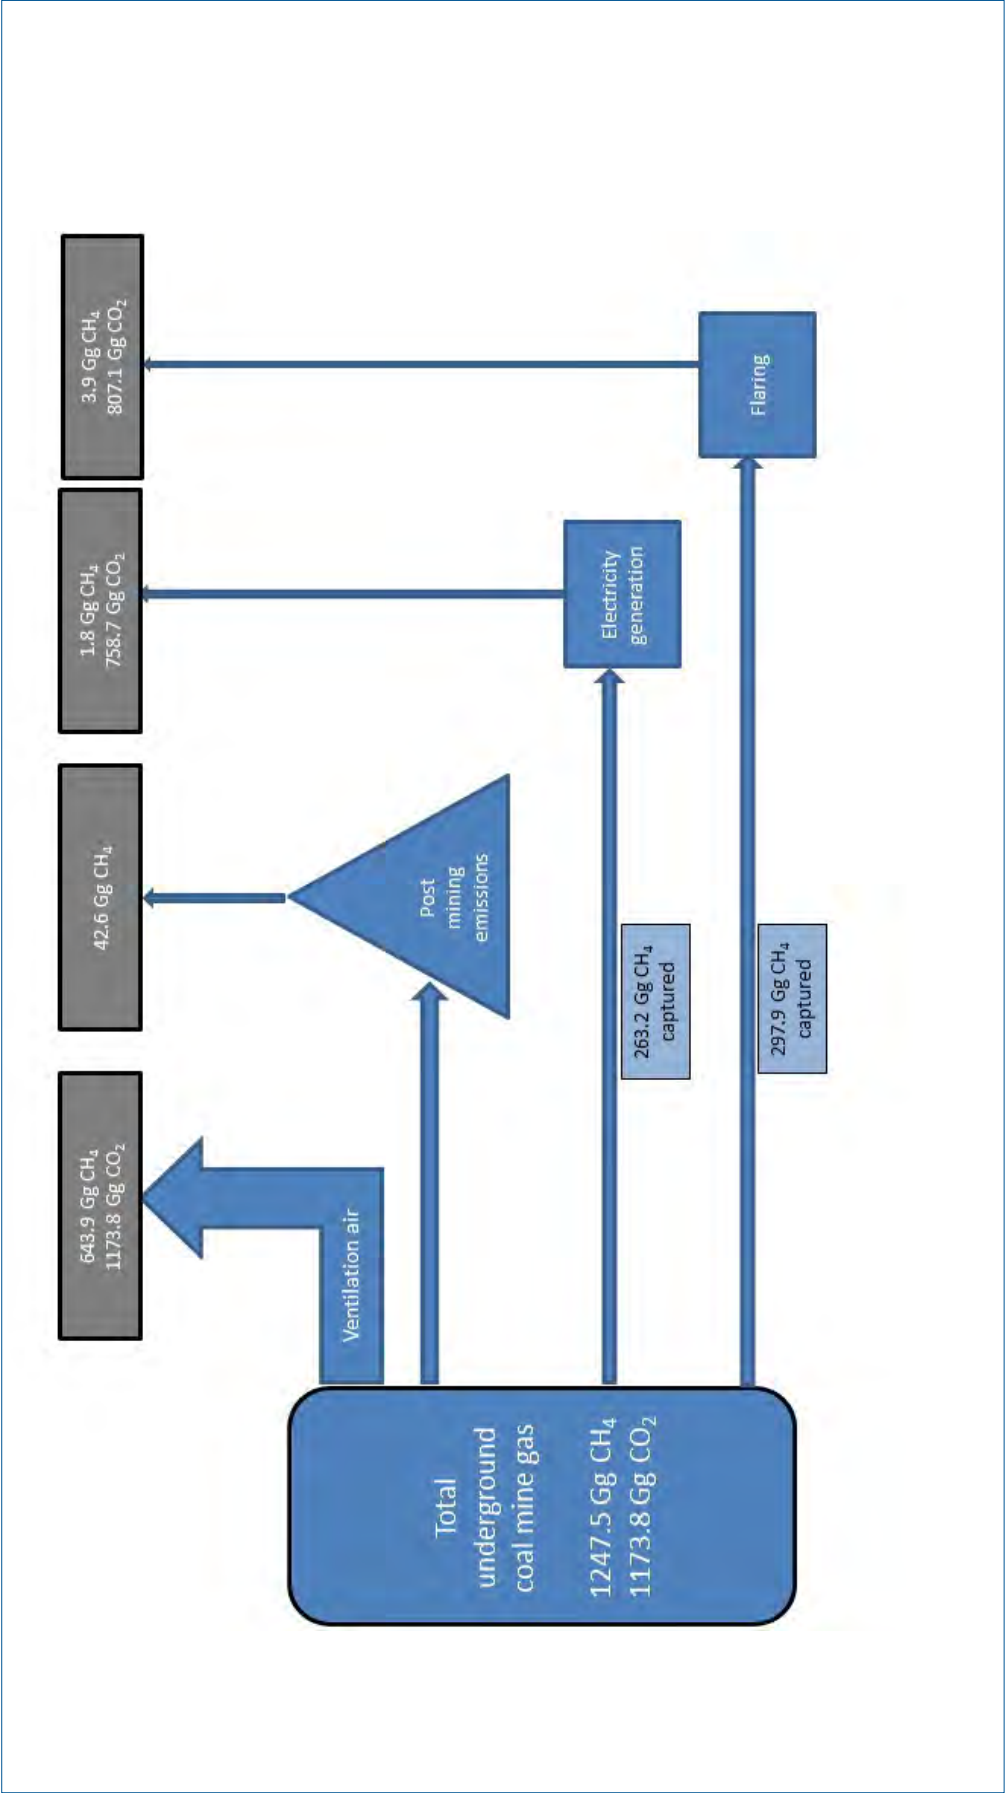 643.9 Gg CH₄
1173.8 Gg CO₂
42.6 Gg CH₄
1.8 Gg CH₄
758.7 Gg CO₂
3.9 Gg CH₄
807.1 Gg CO₂
Ventilation air
Post
mining
emissions
Total
underground
coal mine gas
1247.5 Gg CH₄
1173.8 Gg CO₂
Electricity
generation
263.2 Gg CH₄
captured
Flaring
297.9 Gg CH₄
captured